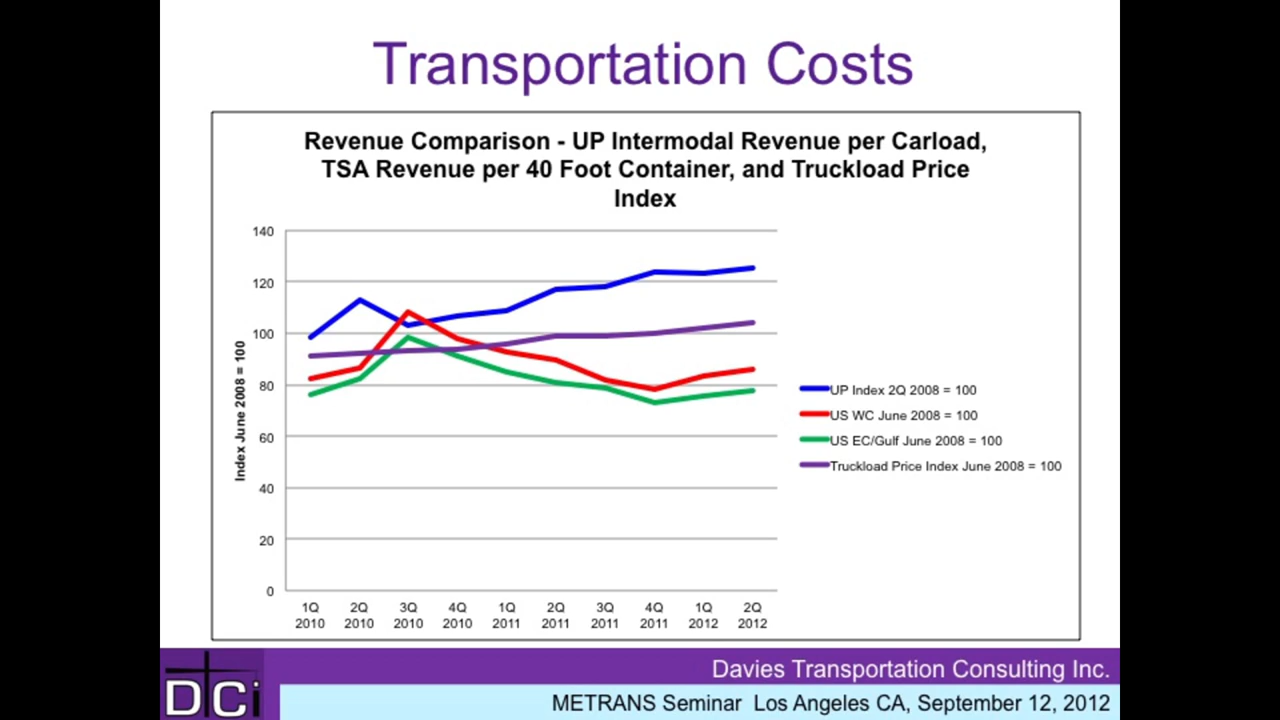 Transportation Costs
Revenue Comparison - UP Intermodal Revenue per Carload,
TSA Revenue per 40 Foot Container, and Truckload Price
Index
Index June 2008 = 100
140
120
100
80
60
40
20
0
1Q 2Q 3Q 4Q 1Q 2Q 3Q 4Q 1Q 2Q
2010 2010 2010 2010 2011 2011 2011 2011 2012 2012
UP Index 2Q 2008 = 100
US WC June 2008 = 100
US EC/Gulf June 2008 = 100
Truckload Price Index June 2008 = 100
DTCi
Davies Transportation Consulting Inc.
METRANS Seminar Los Angeles CA, September 12, 2012